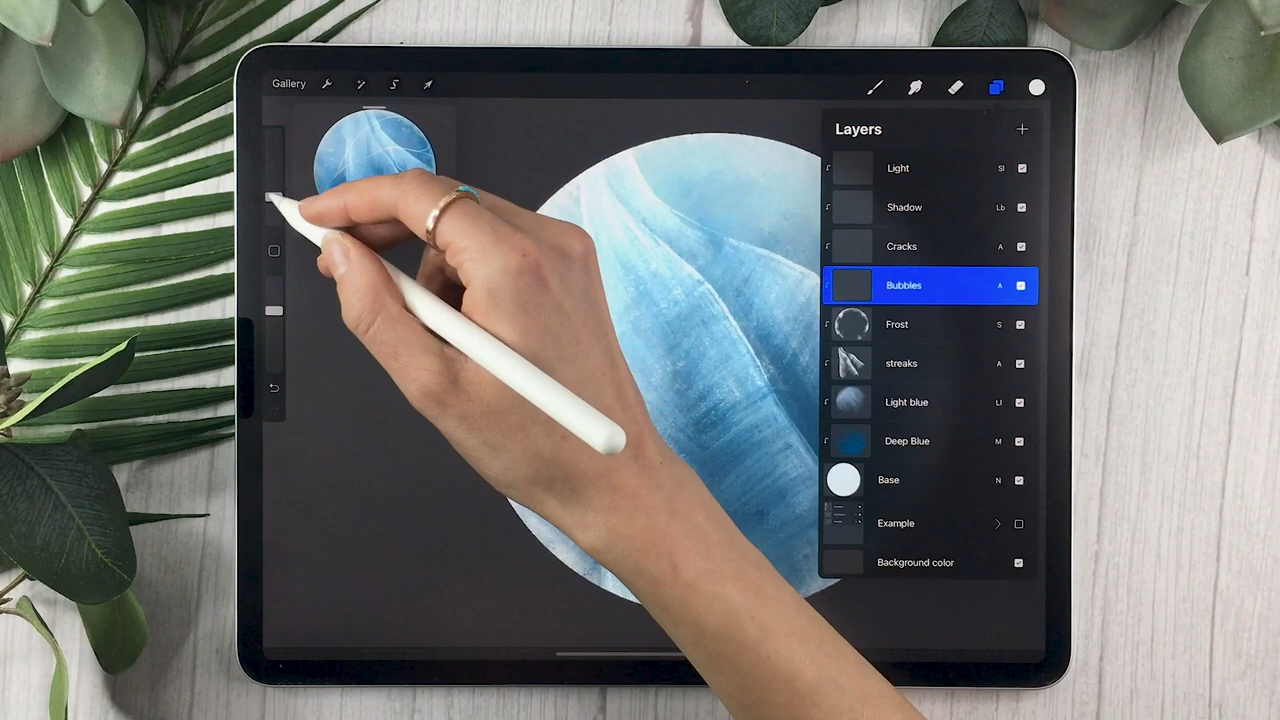 Gallery
Layers
Light Sl
Shadow Lb
Cracks A
Bubbles A
Frost S
streaks A
Light blue LI
Deep Blue M
Base N
Example
Background color